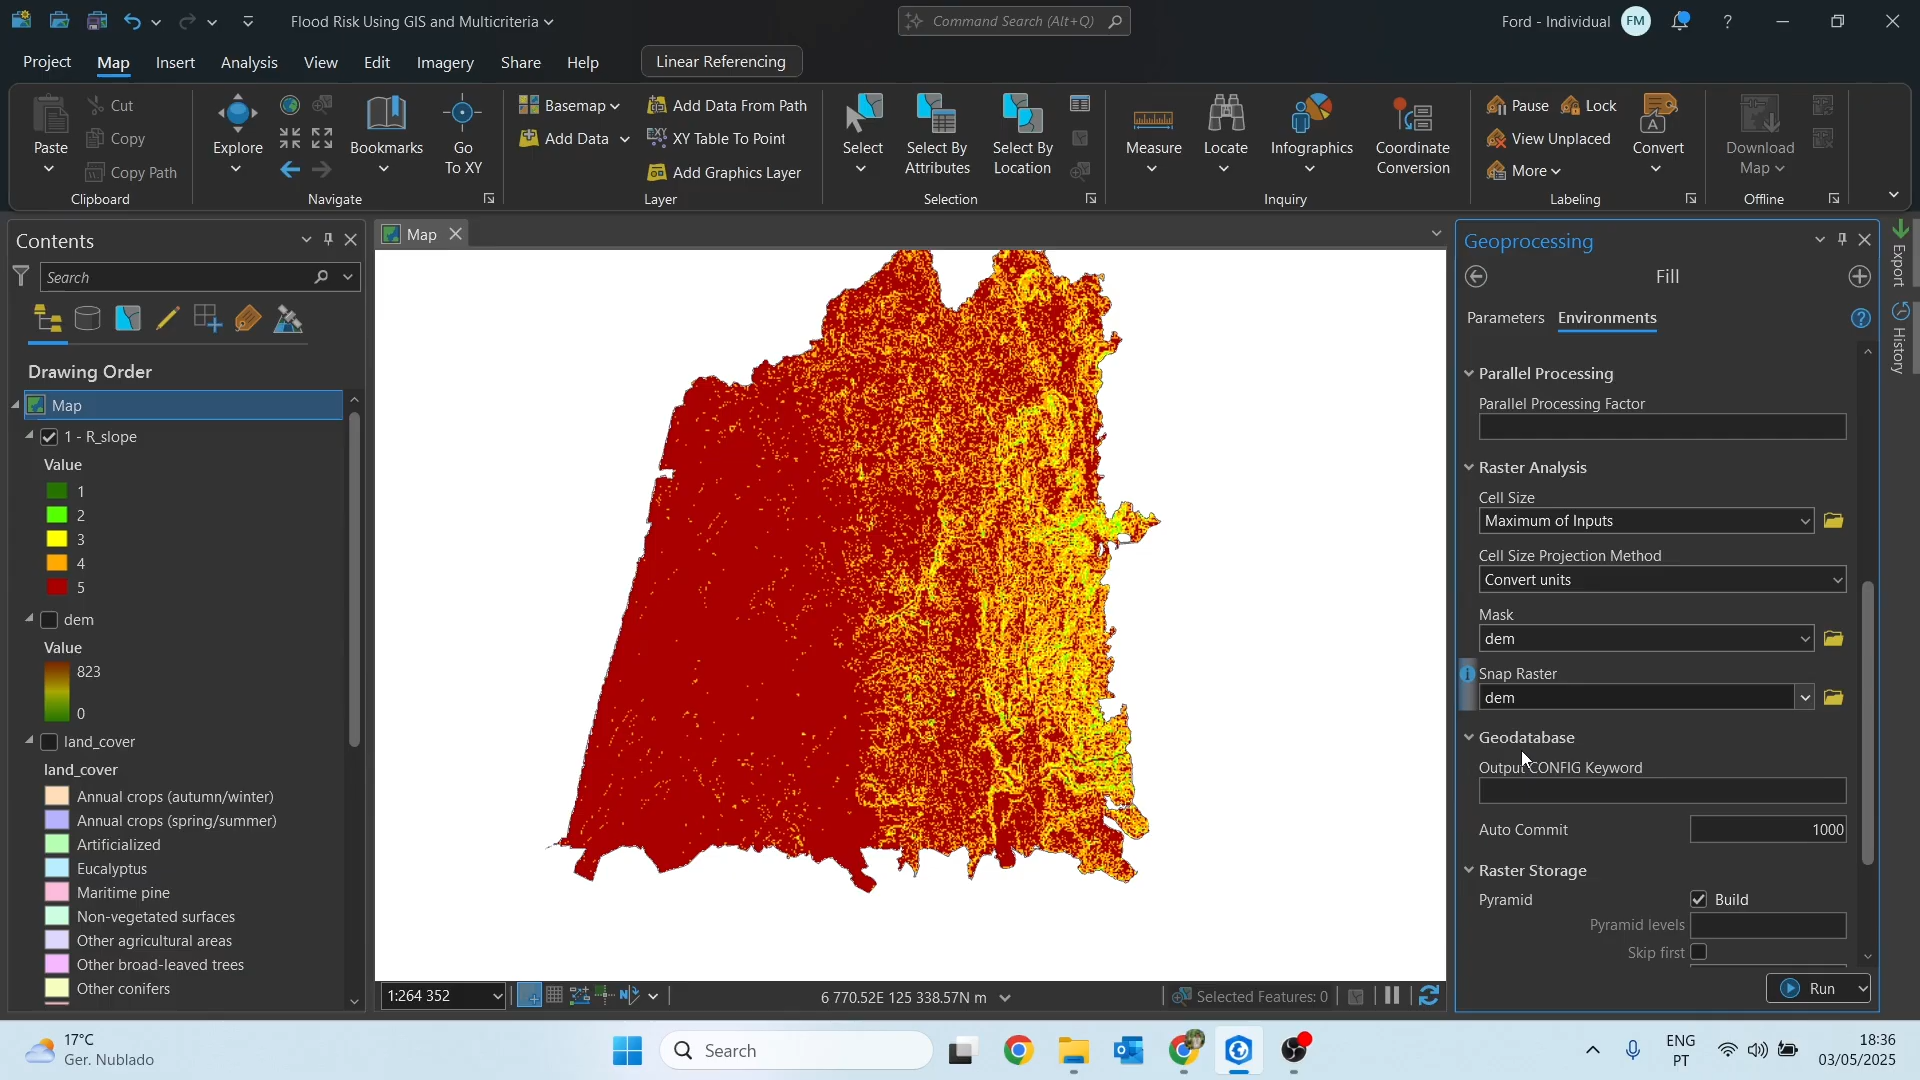 Flood Risk Using GIS and Multicriteria
Command Search (Alt+Q)
Ford - Individual
FM
?
Project
Map
Insert
Analysis
View
Edit
Imagery
Share
Help
Linear Referencing
Paste
Cut
Copy
Copy Path
Clipboard
Explore
Bookmarks
Go
To XY
Navigate
Basemap
Add Data
Add Data From Path
XY Table To Point
Add Graphics Layer
Layer
Select
Select By
Attributes
Select By
Location
Selection
Measure
Locate
Infographics
Coordinate
Conversion
Inquiry
Pause
Lock
View Unplaced
More
Convert
Labeling
Download
Map
Offline
Contents
Search
Drawing Order
Map
1 - R_slope
Value
1
2
3
4
5
dem
Value
823
0
land_cover
land_cover
Annual crops (autumn/winter)
Annual crops (spring/summer)
Artificialized
Eucalyptus
Maritime pine
Non-vegetated surfaces
Other agricultural areas
Other broad-leaved trees
Other conifers
Map
1:264 352
6 770.52E 125 338.57N m
Selected Features: 0
Geoprocessing
Fill
Parameters
Environments
?
Parallel Processing
Parallel Processing Factor
Raster Analysis
Cell Size
Maximum of Inputs
Cell Size Projection Method
Convert units
Mask
dem
Snap Raster
dem
Geodatabase
Output CONFIG Keyword
Auto Commit
1000
Raster Storage
Pyramid
Build
Pyramid levels
Skip first
Run
Export
History
17°C
Ger. Nublado
Search
ENG
PT
18:36
03/05/2025